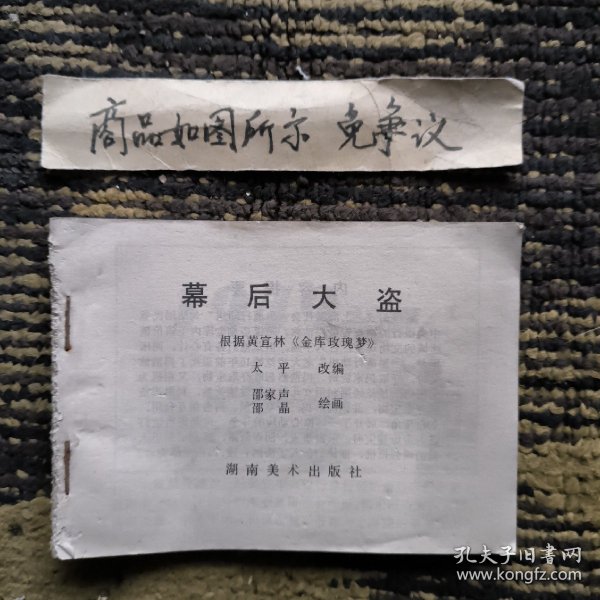 商品如图所示 免争议
幕后大盗
根据黄宣林《金库玫瑰梦》
太平 改编
邵家声
邵晶 绘画
湖南美术出版社
孔夫子旧书网
www.kongfz.com